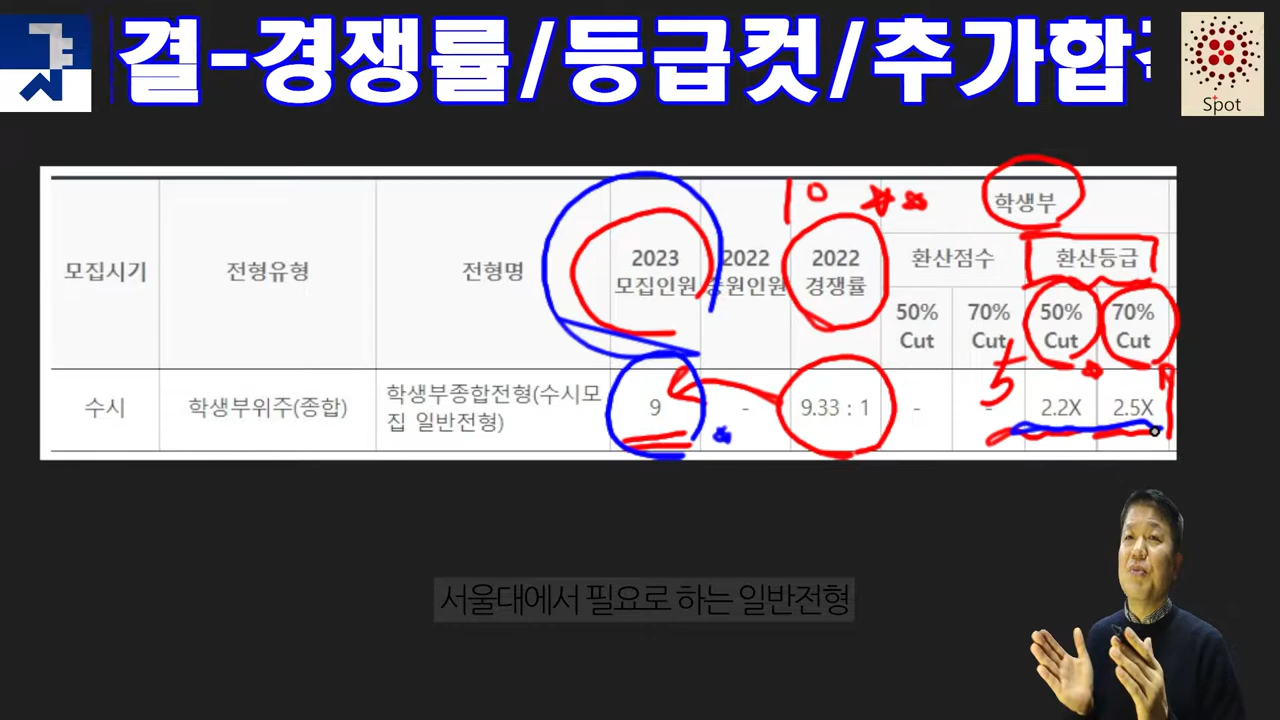 결-경쟁률/등급컷/추가합격
Spot
모집시기
전형유형
전형명
2023
모집인원
2022
충원인원
2022
경쟁률
학생부
환산점수
환산등급
50%
Cut
70%
Cut
50%
Cut
70%
Cut
수시
학생부위주(종합)
학생부종합전형(수시모
집 일반전형)
9
-
9.33 : 1
-
-
2.2X
2.5X
10
5
서울대에서 필요로 하는 일반전형